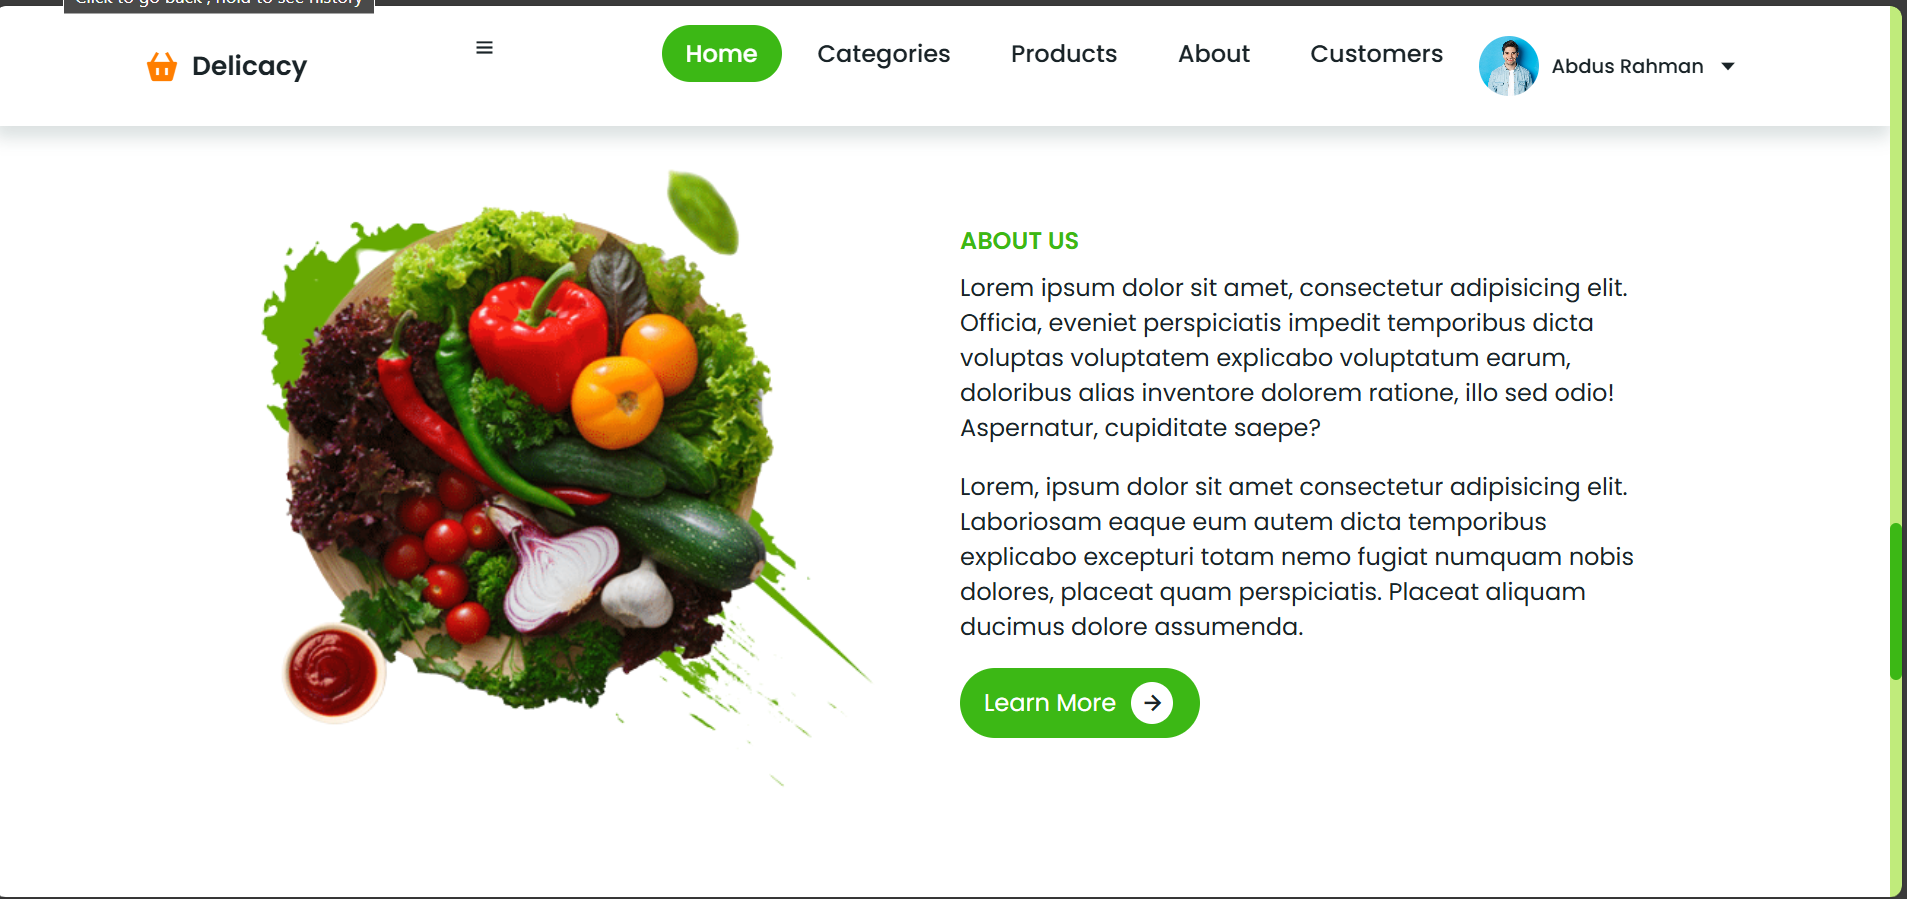 Click to go back, hold to see history
Delicacy
Home
Categories
Products
About
Customers
Abdus Rahman
ABOUT US
Lorem ipsum dolor sit amet, consectetur adipisicing elit.
Officia, eveniet perspiciatis impedit temporibus dicta
voluptas voluptatem explicabo voluptatum earum,
doloribus alias inventore dolorem ratione, illo sed odio!
Aspernatur, cupiditate saepe?
Lorem, ipsum dolor sit amet consectetur adipisicing elit.
Laboriosam eaque eum autem dicta temporibus
explicabo excepturi totam nemo fugiat numquam nobis
dolores, placeat quam perspiciatis. Placeat aliquam
ducimus dolore assumenda.
Learn More